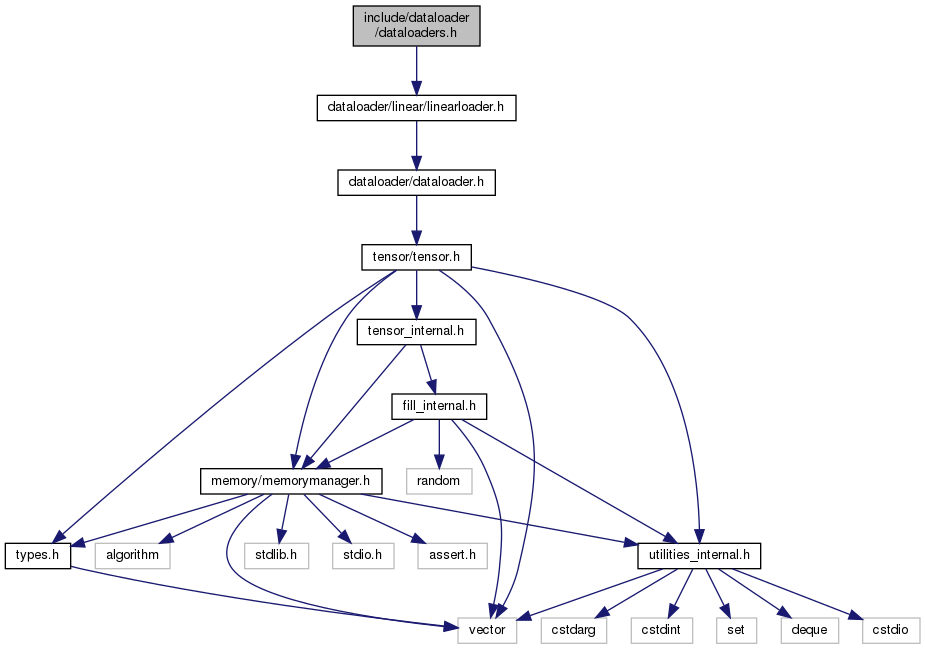 include/dataloader
/dataloaders.h
dataloader/linear/linearloader.h
dataloader/dataloader.h
tensor/tensor.h
tensor_internal.h
fill_internal.h
memory/memorymanager.h
random
types.h
algorithm
stdlib.h
stdio.h
assert.h
utilities_internal.h
vector
cstdarg
cstdint
set
deque
cstdio